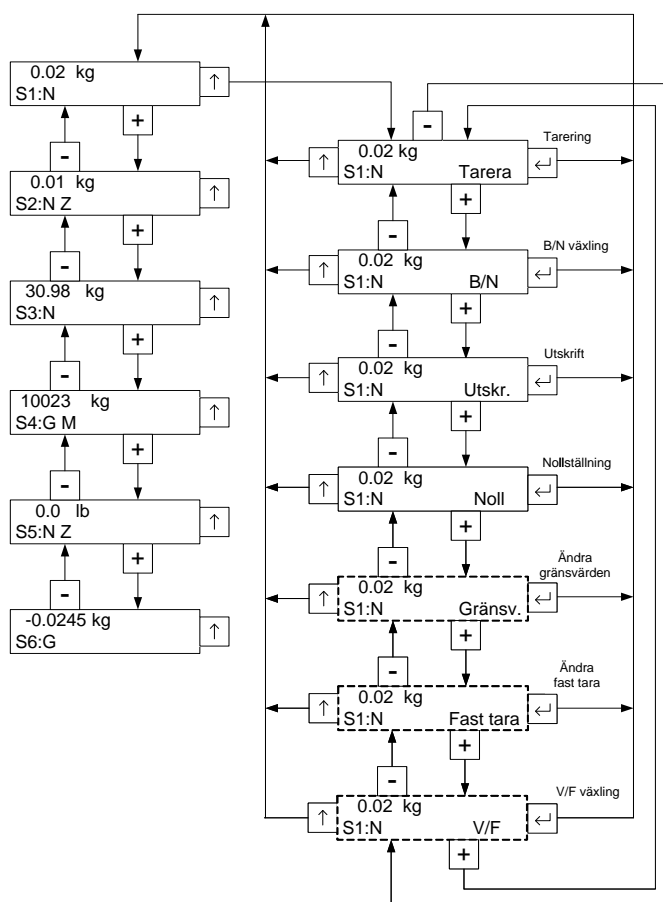 0.02 kg
S1:N
↑
+
-
0.01 kg
S2:N Z
↑
+
-
30.98 kg
S3:N
↑
+
-
10023 kg
S4:G M
↑
+
-
0.0 lb
S5:N Z
↑
+
-
-0.0245 kg
S6:G
↑
-
Tarering
↑
0.02 kg
S1:N Tarera
↵
+
-
B/N växling
↑
0.02 kg
S1:N B/N
↵
+
-
Utskrift
↑
0.02 kg
S1:N Utskr.
↵
+
-
Nollställning
↑
0.02 kg
S1:N Noll
↵
+
-
Ändra
gränsvärden
↑
0.02 kg
S1:N Gränsv.
↵
+
-
Ändra
fast tara
↑
0.02 kg
S1:N Fast tara
↵
+
-
V/F växling
↑
0.02 kg
S1:N V/F
↵
+